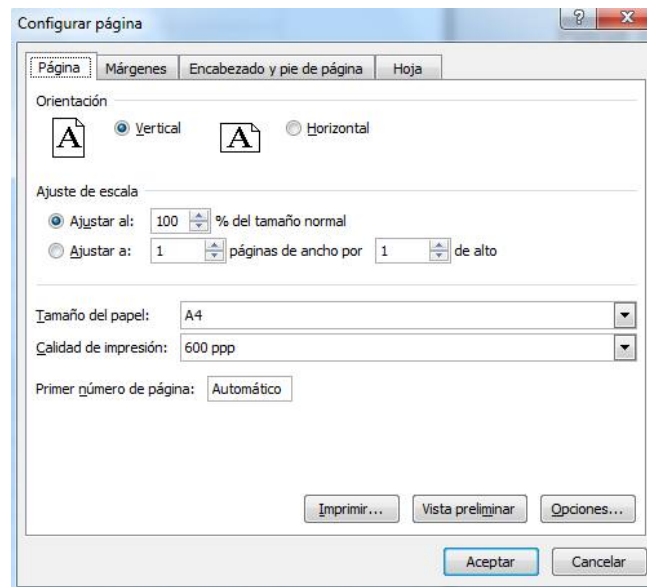 Configurar página
Página Márgenes Encabezado y pie de página Hoja
Orientación
A Vertical A Horizontal
Ajuste de escala
Ajustar al: 100 % del tamaño normal
Ajustar a: 1 páginas de ancho por 1 de alto
Tamaño del papel: A4
Calidad de impresión: 600 ppp
Primer número de página: Automático
Imprimir... Vista preliminar Opciones...
Aceptar Cancelar